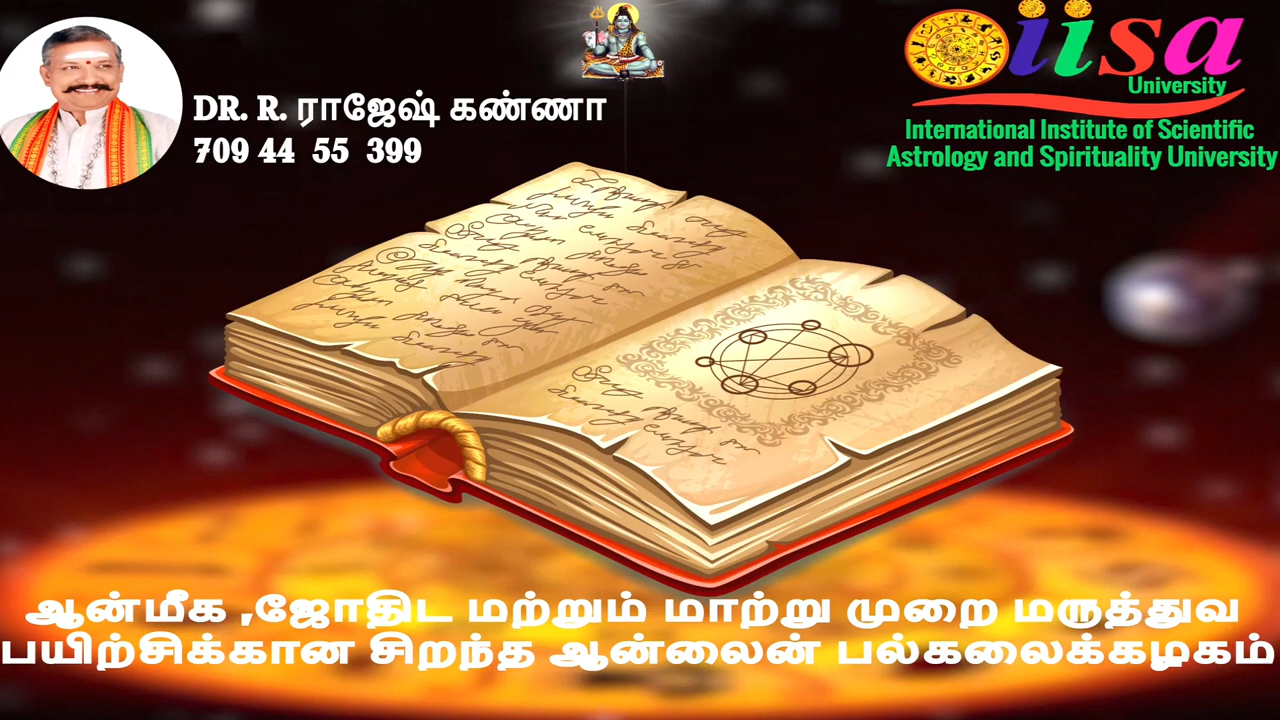 DR. R. ராஜேஷ் கண்ணா
709 44 55 399
iisa
University
International Institute of Scientific
Astrology and Spirituality University
ஆன்மீக ,ஜோதிட மற்றும் மாற்று முறை மருத்துவ
பயிற்சிக்கான சிறந்த ஆன்லைன் பல்கலைக்கழகம்